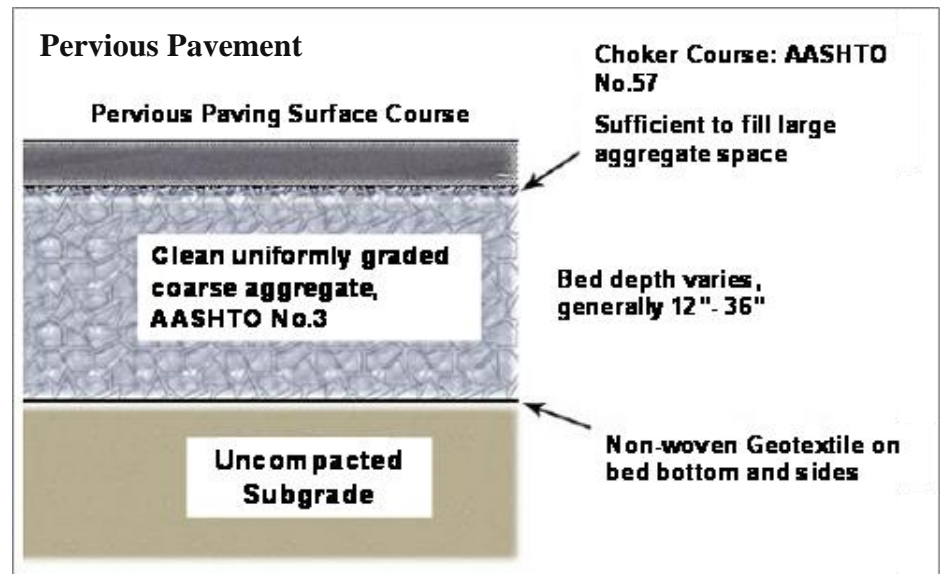 Pervious Pavement
Pervious Paving Surface Course
Choker Course: AASHTO
No.57
Sufficient to fill large
aggregate space
Clean uniformly graded
coarse aggregate,
AASHTO No.3
Bed depth varies,
generally 12"- 36"
Non-woven Geotextile on
bed bottom and sides
Uncompacted
Subgrade